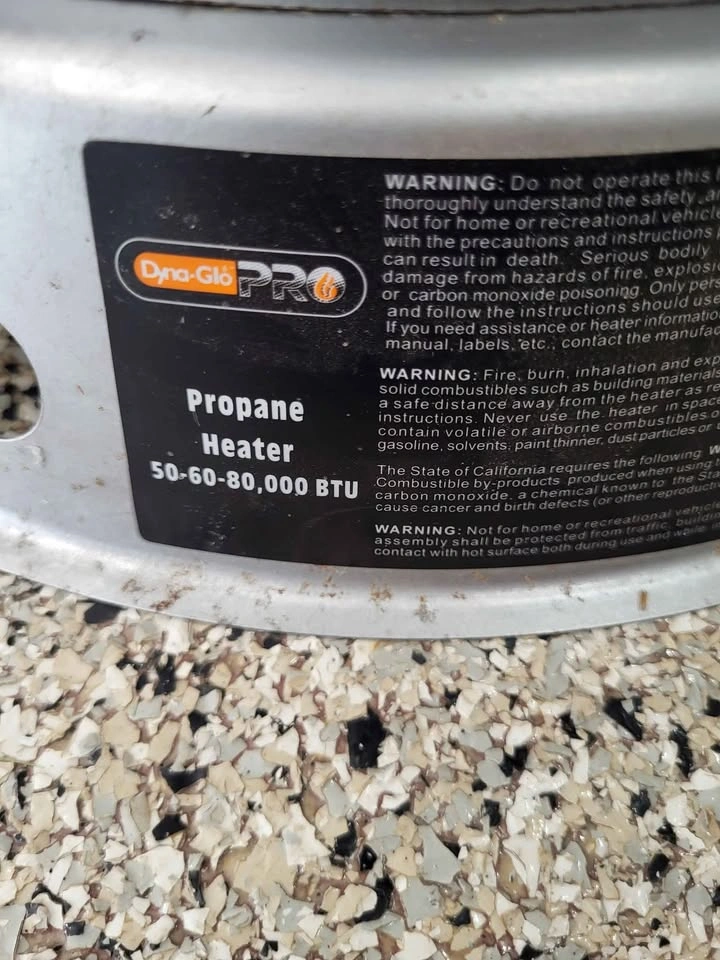 Dyna-Glo PRO
Propane
Heater
50-60-80,000 BTU
WARNING: Do not operate this
thoroughly understand the safety
Not for home or recreational vehicl
with the precautions and instructions
can result in death. Serious bodily
damage from hazards of fire, explosi
or carbon monoxide poisoning. Only pe
and follow the instructions should use
If you need assistance or heater informatio
manual, labels, etc., contact the manufac
WARNING: Fire, burn, inhalation and exp
solid combustibles such as building materials
a safe distance away from the heater as re
instructions. Never use the heater in spac
contain volatile or airborne combustibles
gasoline, solvents, paint thinner, dust particles or
The State of California requires the following W
Combustible by-products produced when using
carbon monoxide, a chemical known to the Sta
cause cancer and birth defects (or other reproduct
WARNING: Not for home or recreational vehic
assembly shall be protected from traffic, buildin
contact with hot surface both during use and while